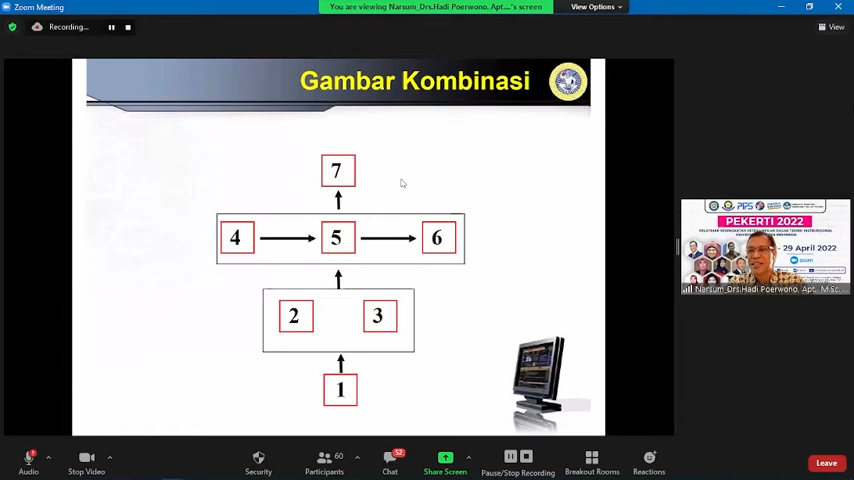 Zoom Meeting
You are viewing Narsum_Drs.Hadi Poerwono, Apt....'s screen
View Options
Recording...
View
Gambar Kombinasi
7
4
5
6
2
3
1
PIPS
PEKERTI 2022
- 29 April 2022
zoom
Narsum_Drs.Hadi Poerwono, Apt., M.Sc...
Audio
Stop Video
Security
60
Participants
52
Chat
Share Screen
Pause/Stop Recording
Breakout Rooms
Reactions
Leave